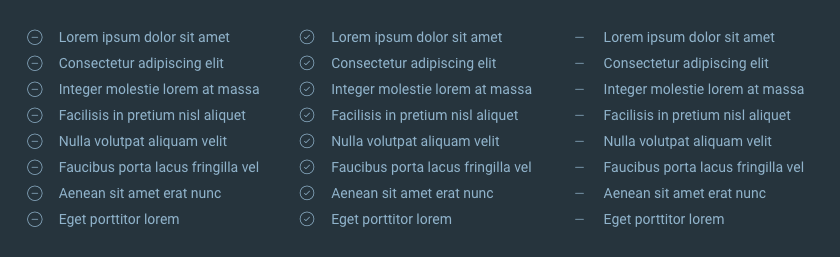 Lorem ipsum dolor sit amet
Consectetur adipiscing elit
Integer molestie lorem at massa
Facilisis in pretium nisl aliquet
Nulla volutpat aliquam velit
Faucibus porta lacus fringilla vel
Aenean sit amet erat nunc
Eget porttitor lorem
Lorem ipsum dolor sit amet
Consectetur adipiscing elit
Integer molestie lorem at massa
Facilisis in pretium nisl aliquet
Nulla volutpat aliquam velit
Faucibus porta lacus fringilla vel
Aenean sit amet erat nunc
Eget porttitor lorem
Lorem ipsum dolor sit amet
Consectetur adipiscing elit
Integer molestie lorem at massa
Facilisis in pretium nisl aliquet
Nulla volutpat aliquam velit
Faucibus porta lacus fringilla vel
Aenean sit amet erat nunc
Eget porttitor lorem